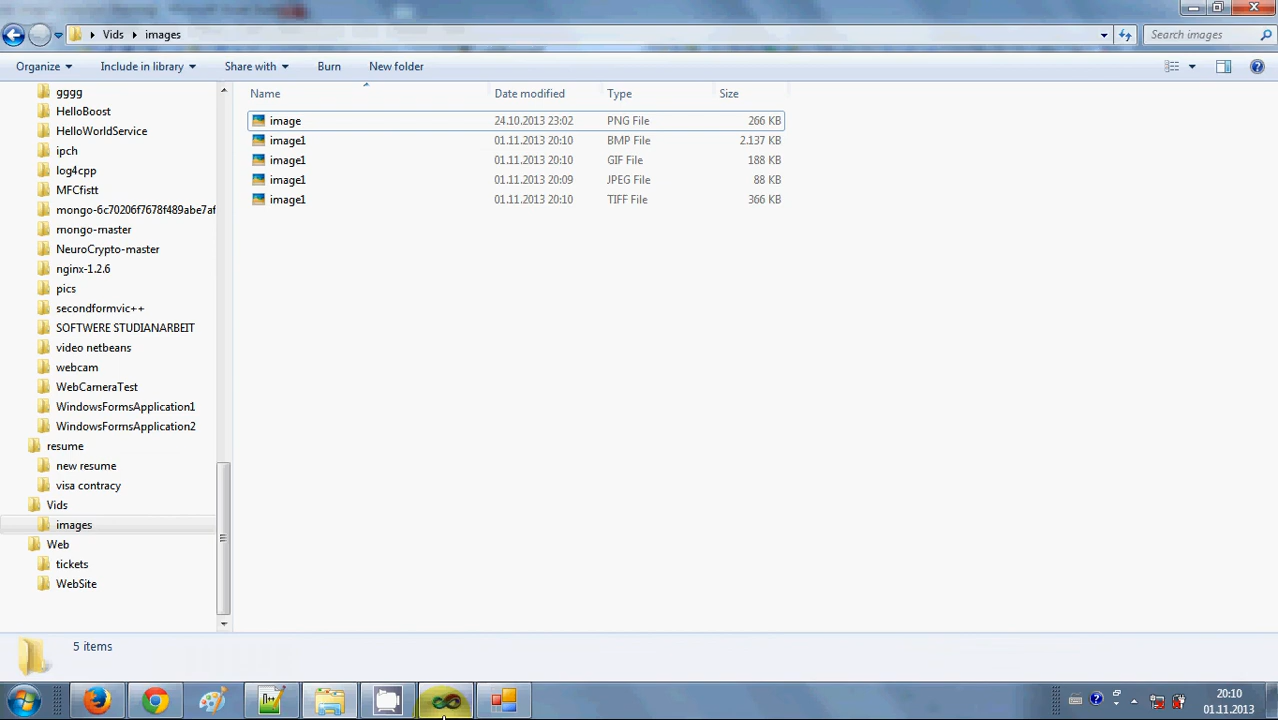 Vids images
Search images
Organize Include in library Share with Burn New folder
Name Date modified Type Size
image 24.10.2013 23:02 PNG File 266 KB
image1 01.11.2013 20:10 BMP File 2.137 KB
image1 01.11.2013 20:10 GIF File 188 KB
image1 01.11.2013 20:09 JPEG File 88 KB
image1 01.11.2013 20:10 TIFF File 366 KB
gggg
HelloBoost
HelloWorldService
ipch
log4cpp
MFCfistt
mongo-6c70206f7678f489abe7af
mongo-master
NeuroCrypto-master
nginx-1.2.6
pics
secondformvic++
SOFTWERE STUDIANARBEIT
video netbeans
webcam
WebCameraTest
WindowsFormsApplication1
WindowsFormsApplication2
resume
new resume
visa contracy
Vids
images
Web
tickets
WebSite
5 items
20:10
01.11.2013